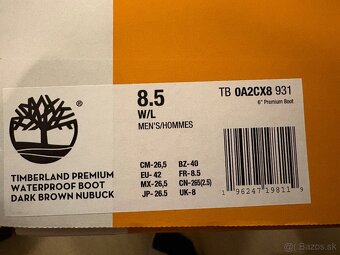 TB 0A2CX8 931
6" Premium Boot
8.5
W/L
MEN'S/HOMMES
®
TIMBERLAND PREMIUM
WATERPROOF BOOT
DARK BROWN NUBUCK
CM-26,5 BZ-40
EU- 42 FR-8.5
MX-26,5 CN-265(2.5)
JP- 26.5 UK-8
1 96247 19811 9
Bazos.sk